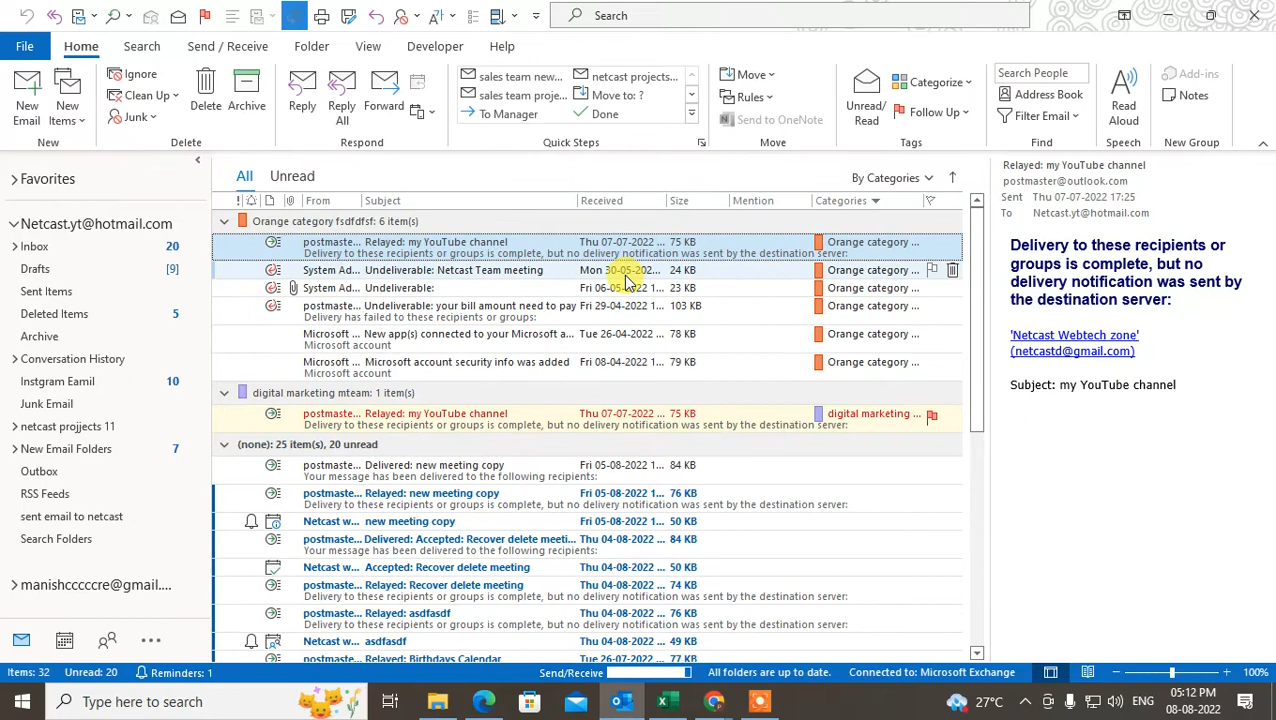 Search
File Home Search Send / Receive Folder View Developer Help
New Email
New Items
Ignore
Clean Up
Junk
Delete
Archive
Reply
Reply All
Forward
sales team new...
sales team proje...
To Manager
netcast projects...
Move to: ?
Done
Move
Rules
Send to OneNote
Unread/ Read
Categorize
Follow Up
Search People
Address Book
Filter Email
Read Aloud
Add-ins
Notes
New Delete Respond Quick Steps Move Tags Find Speech New Group
Favorites
Netcast.yt@hotmail.com
Inbox 20
Drafts [9]
Sent Items
Deleted Items 5
Archive
Conversation History
Instgram Eamil 10
Junk Email
netcast projjects 11
New Email Folders 7
Outbox
RSS Feeds
sent email to netcast
Search Folders
manishcccccre@gmail....
All Unread By Categories
From Subject Received Size Mention Categories
Orange category fsdfdfsf: 6 item(s)
postmaste... Relayed: my YouTube channel Thu 07-07-2022 ... 75 KB Orange category ...
Delivery to these recipients or groups is complete, but no delivery notification was sent by the destination server:
System Ad... Undeliverable: Netcast Team meeting Mon 30-05-202... 24 KB Orange category ...
System Ad... Undeliverable: Fri 06-05-202... 23 KB Orange category ...
postmaste... Undeliverable: your bill amount need to pay Fri 29-04-2022 ... 103 KB Orange category ...
Delivery has failed to these recipients or groups:
Microsoft ... New app(s) connected to your Microsoft a... Tue 26-04-2022 ... 78 KB Orange category ...
Microsoft account
Microsoft ... Microsoft aount security info was added Fri 08-04-2022 1... 79 KB Orange category ...
Microsoft account
digital marketing mteam: 1 item(s)
postmaste... Relayed: my YouTube channel Thu 07-07-2022 ... 75 KB digital marketing ...
Delivery to these recipients or groups is complete, but no delivery notification was sent by the destination server:
(none): 25 item(s), 20 unread
postmaste... Delivered: new meeting copy Fri 05-08-2022 1... 84 KB
Your message has been delivered to the following recipients:
postmaste... Relayed: new meeting copy Fri 05-08-2022 1... 76 KB
Delivery to these recipients or groups is complete, but no delivery notification was sent by the destination server:
Netcast w... new meeting copy Fri 05-08-2022 1... 50 KB
postmaste... Delivered: Accepted: Recover delete meeti... Thu 04-08-2022 ... 84 KB
Your message has been delivered to the following recipients:
Netcast w... Accepted: Recover delete meeting Thu 04-08-2022 ... 50 KB
postmaste... Relayed: Recover delete meeting Thu 04-08-2022 ... 74 KB
Delivery to these recipients or groups is complete, but no delivery notification was sent by the destination server:
postmaste... Relayed: asdfasdf Thu 04-08-2022 ... 76 KB
Delivery to these recipients or groups is complete, but no delivery notification was sent by the destination server:
Netcast w... asdfasdf Thu 04-08-2022 ... 49 KB
postmaste... Relayed: Birthdays Calendar Tue 26-07-2022 ... 77 KB
Relayed: my YouTube channel
postmaster@outlook.com
Sent Thu 07-07-2022 17:25
To Netcast.yt@hotmail.com
Delivery to these recipients or
groups is complete, but no
delivery notification was sent by
the destination server:
'Netcast Webtech zone'
(netcastd@gmail.com)
Subject: my YouTube channel
Items: 32 Unread: 20 Reminders: 1 Send/Receive All folders are up to date. Connected to: Microsoft Exchange 100%
Type here to search 27°C ENG 05:12 PM
08-08-2022